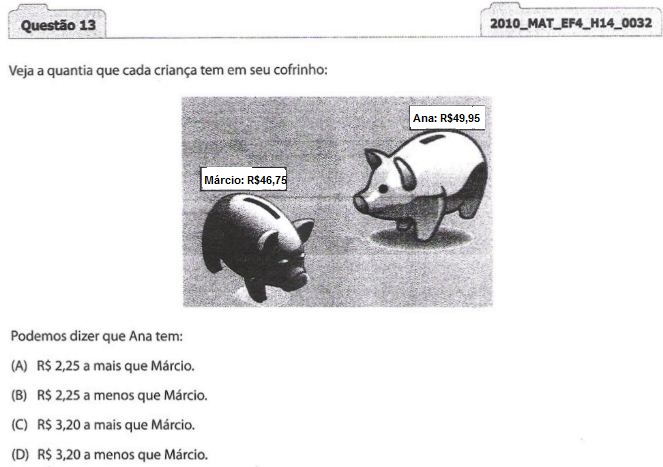 Questão 13
2010_MAT_EF4_H14_0032
Veja a quantia que cada criança tem em seu cofrinho:
Ana: R$49,95
Márcio: R$46,75
Podemos dizer que Ana tem:
(A) R$ 2,25 a mais que Márcio.
(B) R$ 2,25 a menos que Márcio.
(C) R$ 3,20 a mais que Márcio.
(D) R$ 3,20 a menos que Márcio.